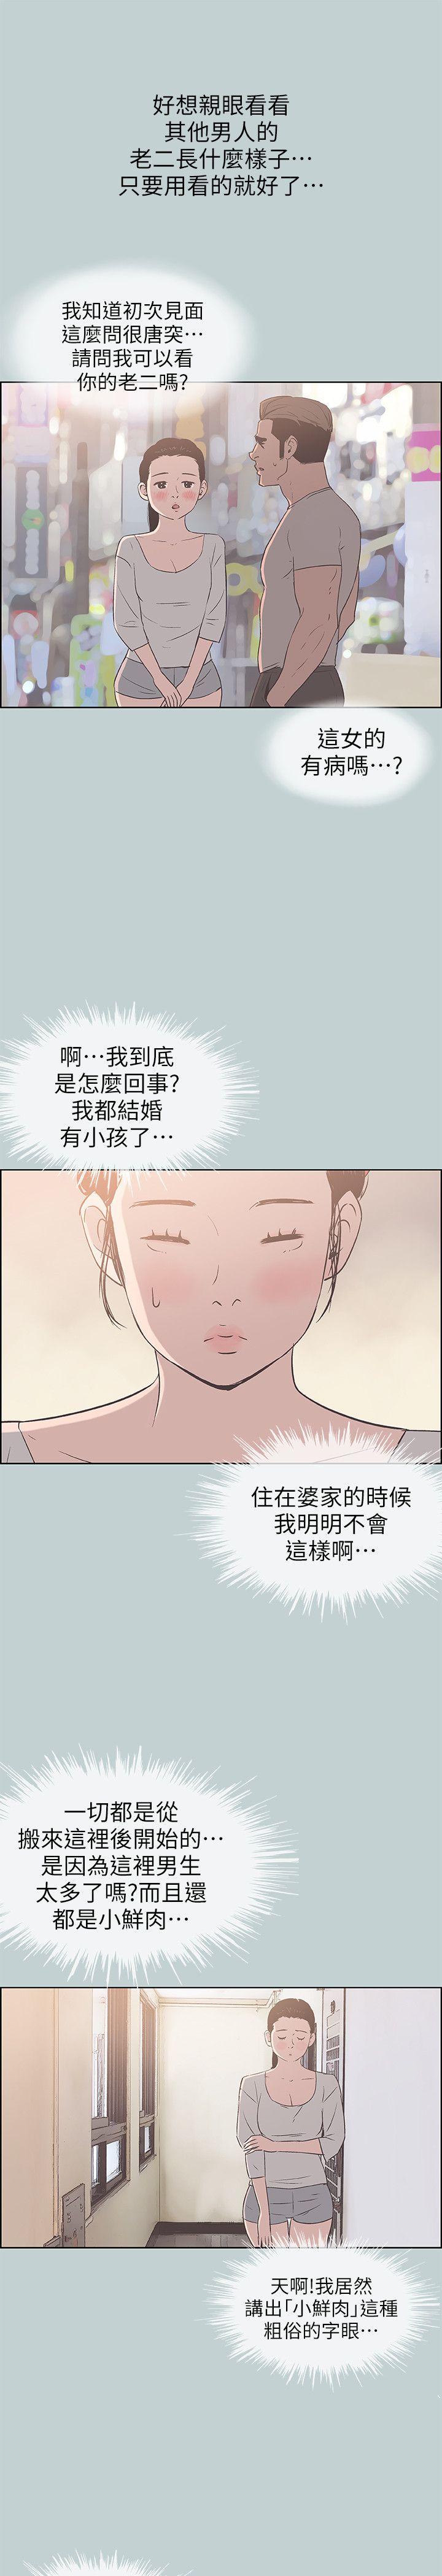 好想親眼看看
其他男人的
老二長什麼樣子…
只要用看的就好了…
我知道初次見面
這麼問很唐突…
請問我可以看
你的老二嗎?
這女的
有病嗎…?
啊…我到底
是怎麼回事?
我都結婚
有小孩了…
住在婆家的時候
我明明不會
這樣啊…
一切都是從
搬來這裡後開始的…
是因為這裡男生
太多了嗎?而且還
都是小鮮肉…
天啊!我居然
講出「小鮮肉」這種
粗俗的字眼…